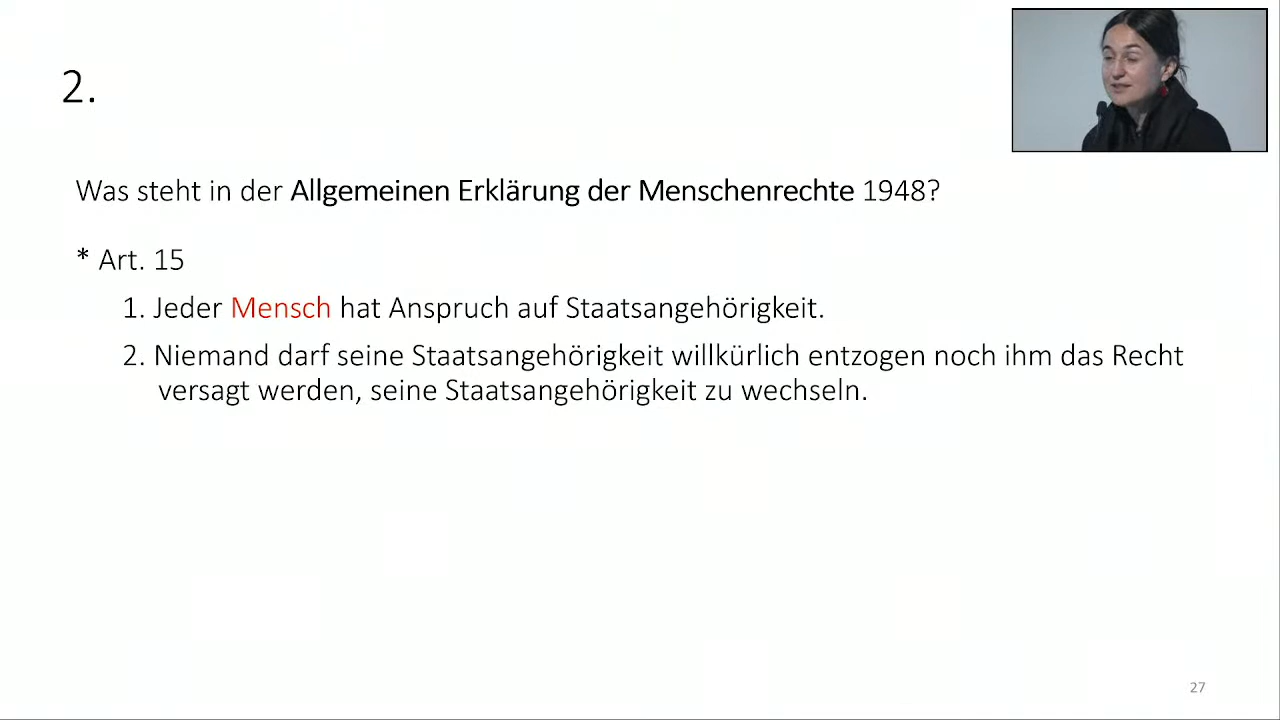 2.
Was steht in der Allgemeinen Erklärung der Menschenrechte 1948?
* Art. 15
1. Jeder Mensch hat Anspruch auf Staatsangehörigkeit.
2. Niemand darf seine Staatsangehörigkeit willkürlich entzogen noch ihm das Recht
versagt werden, seine Staatsangehörigkeit zu wechseln.
27